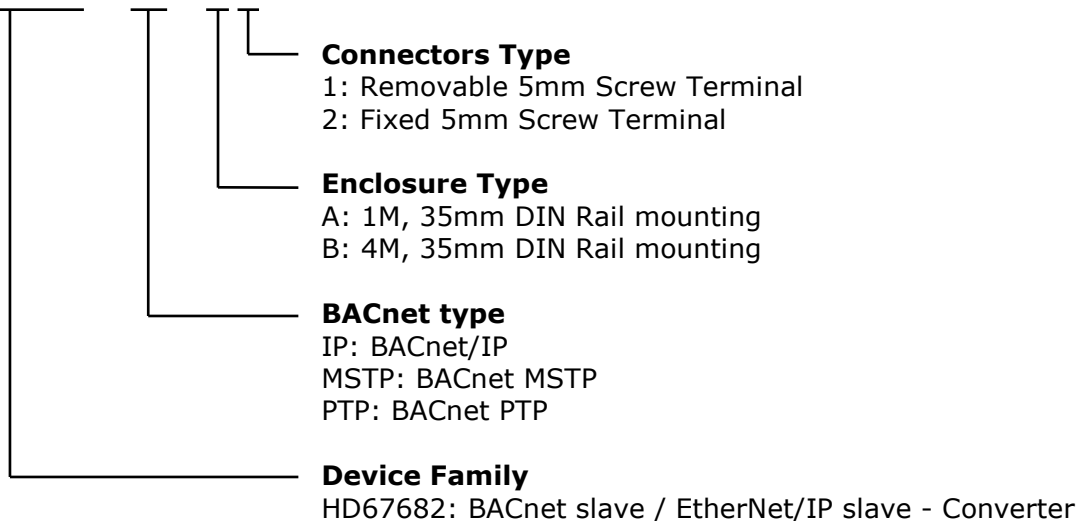 Connectors Type
1: Removable 5mm Screw Terminal
2: Fixed 5mm Screw Terminal
Enclosure Type
A: 1M, 35mm DIN Rail mounting
B: 4M, 35mm DIN Rail mounting
BACnet type
IP: BACnet/IP
MSTP: BACnet MSTP
PTP: BACnet PTP
Device Family
HD67682: BACnet slave / EtherNet/IP slave - Converter